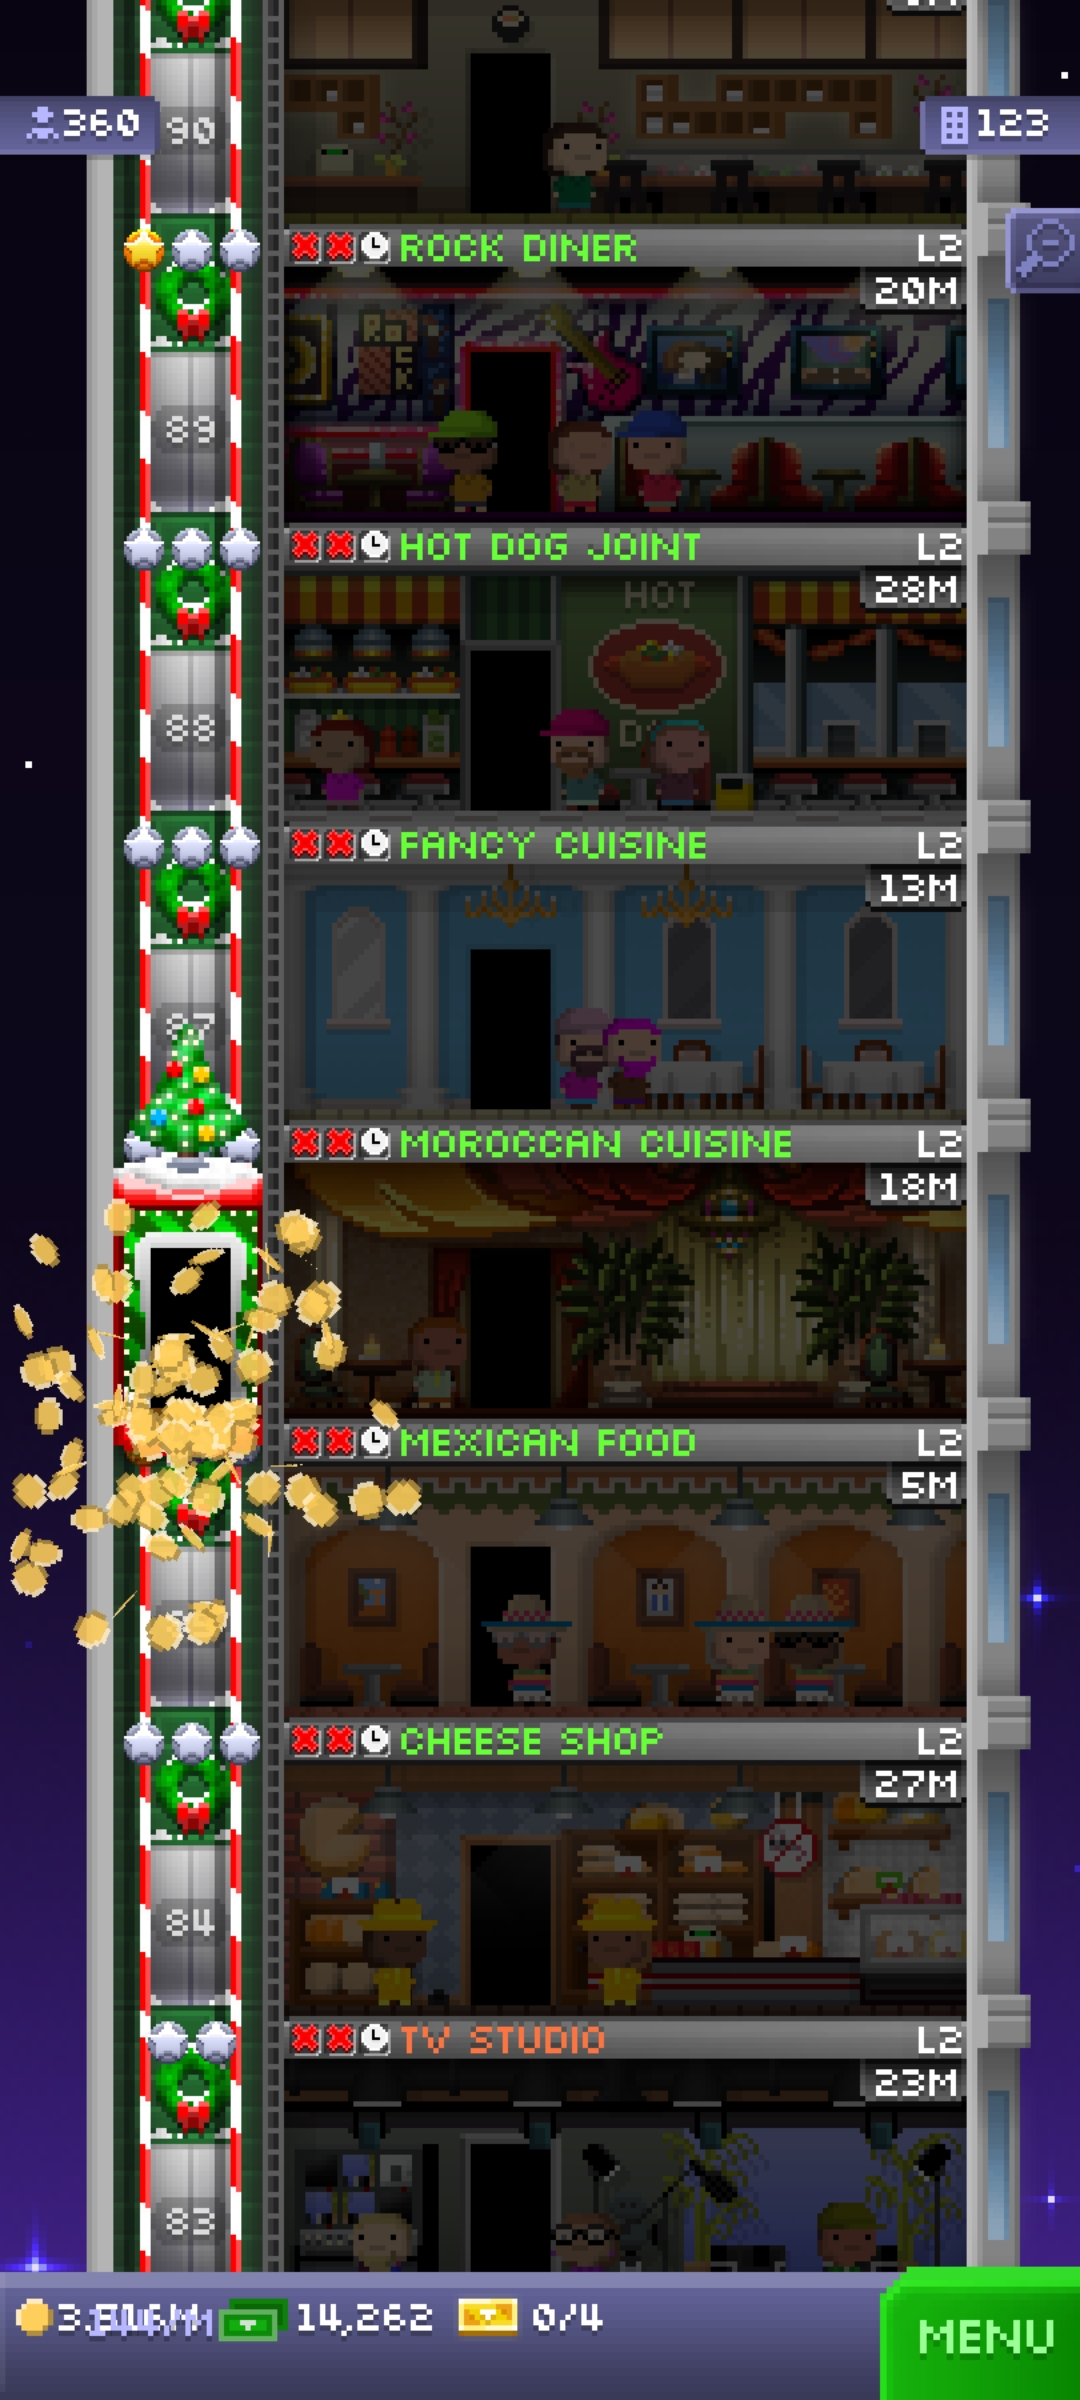 360
90
123
ROCK DINER L2
20M
ROCK
89
HOT DOG JOINT L2
28M
HOT
88
FANCY CUISINE L2
13M
87
MOROCCAN CUISINE L2
18M
MEXICAN FOOD L2
5M
CHEESE SHOP L2
27M
84
TV STUDIO L2
23M
83
14,262 0/4
MENU